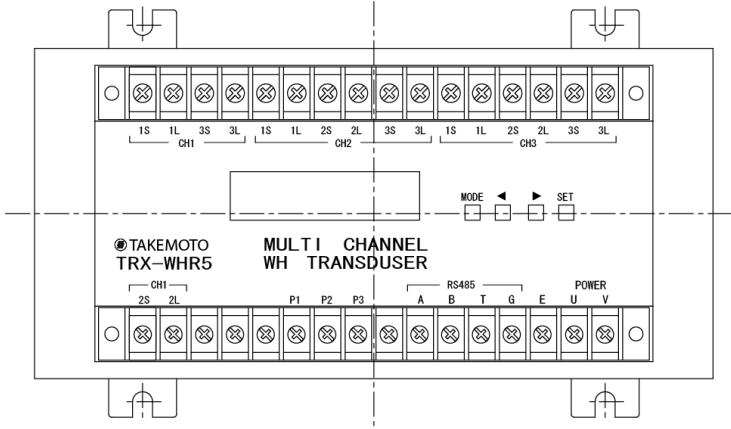 1S 1L 3S 3L 1S 1L 2S 2L 3S 3L 1S 1L 2S 2L 3S 3L
CH1 CH2 CH3
MODE ◀ ▶ SET
TAKEMOTO
TRX-WHR5
MULTI CHANNEL
WH TRANSDUSER
CH1 RS485 POWER
2S 2L P1 P2 P3 A B T G E U V